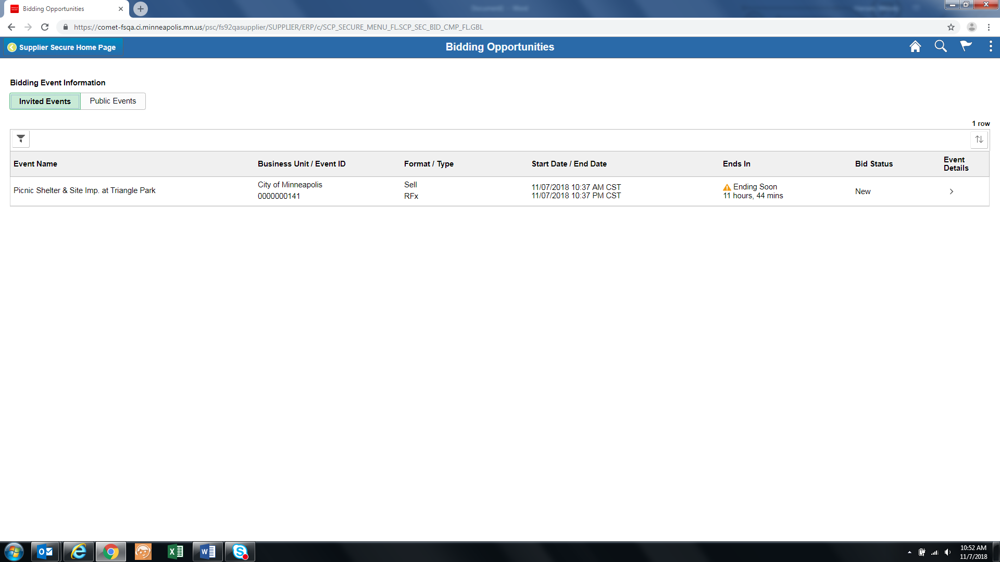 Bidding Opportunities
https://comet-fsqa.ci.minneapolis.mn.us/psc/fs92qasupplier/SUPPLIER/ERP/c/SCP_SECURE_MENU_FL.SCP_SEC_BID_CMP_FL.GBL
Supplier Secure Home Page
Bidding Opportunities
Bidding Event Information
Invited Events
Public Events
1 row
Event Name
Business Unit / Event ID
Format / Type
Start Date / End Date
Ends In
Bid Status
Event
Details
Picnic Shelter & Site Imp. at Triangle Park
City of Minneapolis
0000000141
Sell
RFx
11/07/2018 10:37 AM CST
11/07/2018 10:37 PM CST
Ending Soon
11 hours, 44 mins
New
10:52 AM
11/7/2018